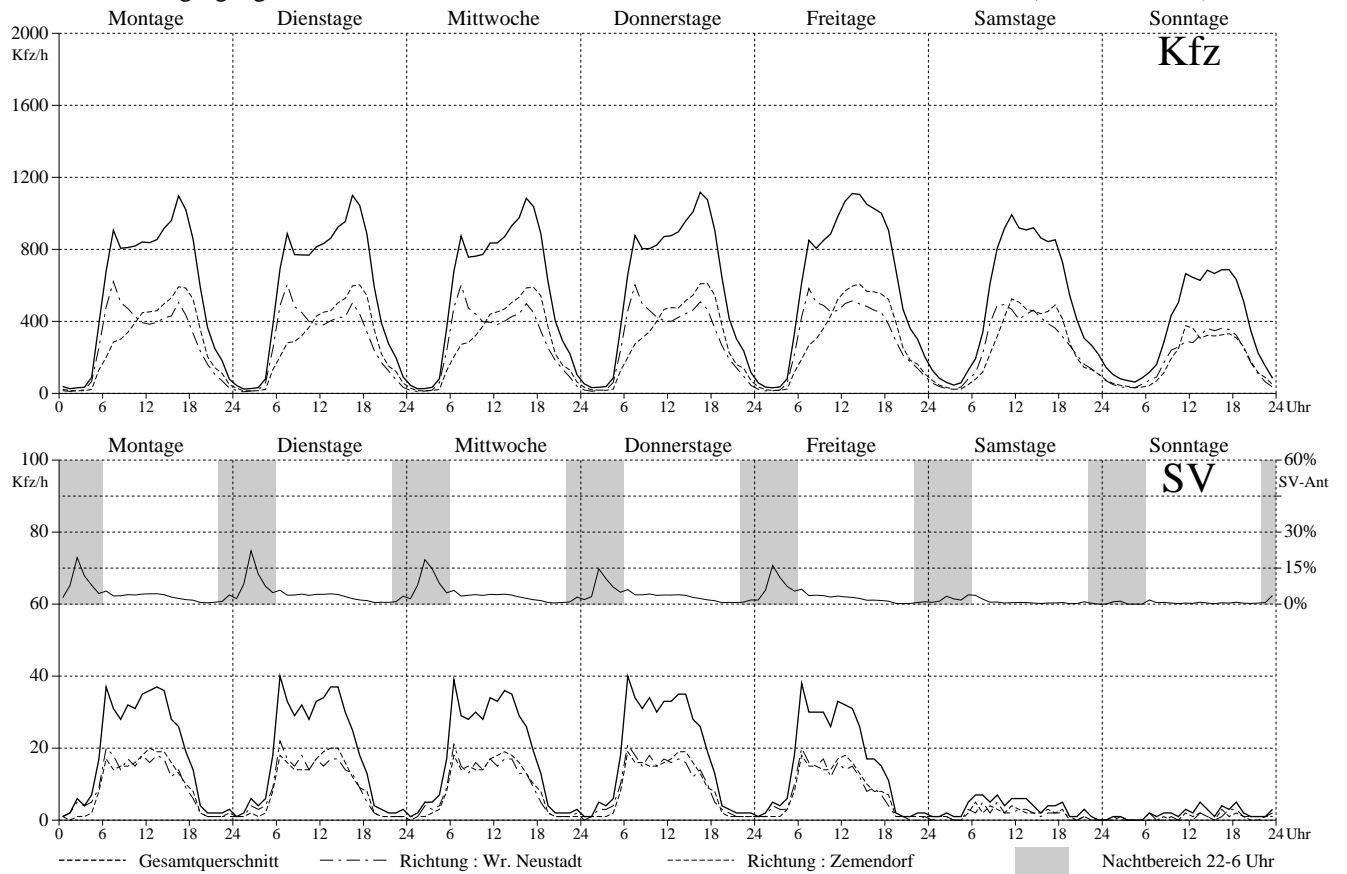 Montage Dienstage Mittwoche Donnerstage Freitage Samstage Sonntage
2000
Kfz/h
Kfz
1600
1200
800
400
0
0 6 12 18 24 6 12 18 24 6 12 18 24 6 12 18 24 6 12 18 24 6 12 18 24 6 12 18 24 Uhr
Montage Dienstage Mittwoche Donnerstage Freitage Samstage Sonntage
100 60%
Kfz/h SV SV-Ant
80 30%
15%
60 0%
40
20
0
0 6 12 18 24 6 12 18 24 6 12 18 24 6 12 18 24 6 12 18 24 6 12 18 24 6 12 18 24 Uhr
Gesamtquerschnitt Richtung : Wr. Neustadt Richtung : Zemendorf Nachtbereich 22-6 Uhr